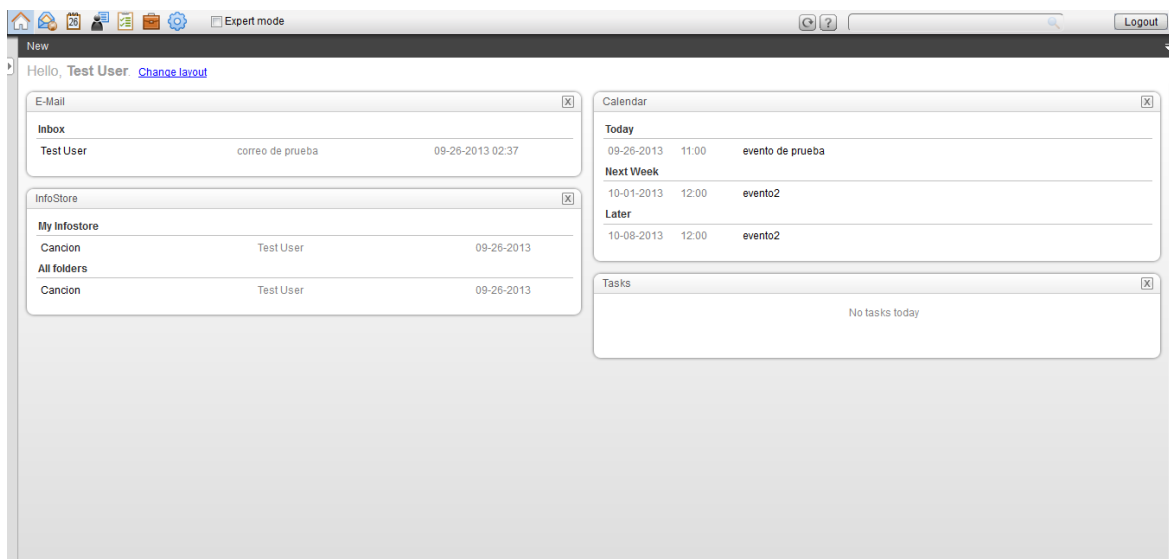 26 Expert mode ? Logout
New
Hello, Test User. Change layout
E-Mail X
Inbox
Test User correo de prueba 09-26-2013 02:37
InfoStore X
My Infostore
Cancion Test User 09-26-2013
All folders
Cancion Test User 09-26-2013
Calendar X
Today
09-26-2013 11:00 evento de prueba
Next Week
10-01-2013 12:00 evento2
Later
10-08-2013 12:00 evento2
Tasks X
No tasks today